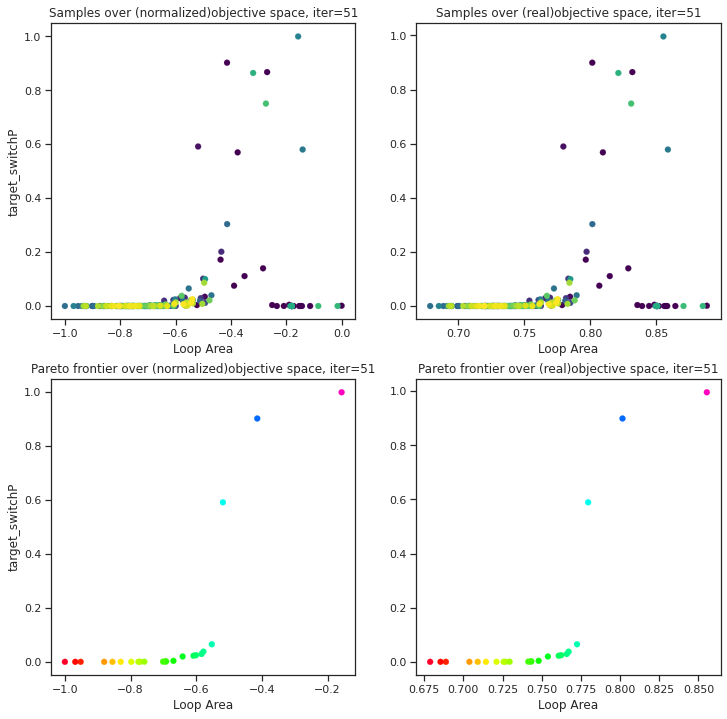 Samples over (normalized)objective space, iter=51
Samples over (real)objective space, iter=51
1.0
0.8
0.6
0.4
0.2
0.0
target_switchP
−1.0 −0.8 −0.6 −0.4 −0.2 0.0
Loop Area
1.0
0.8
0.6
0.4
0.2
0.0
0.70 0.75 0.80 0.85
Loop Area
Pareto frontier over (normalized)objective space, iter=51
Pareto frontier over (real)objective space, iter=51
1.0
0.8
0.6
0.4
0.2
0.0
target_switchP
−1.0 −0.8 −0.6 −0.4 −0.2
Loop Area
1.0
0.8
0.6
0.4
0.2
0.0
0.675 0.700 0.725 0.750 0.775 0.800 0.825 0.850
Loop Area